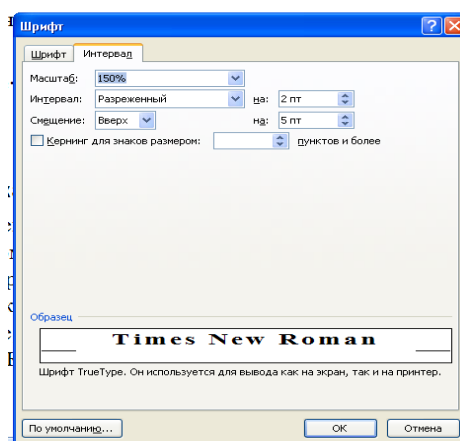 Шрифт
Шрифт Интервал
Масштаб: 150%
Интервал: Разреженный на: 2 пт
Смещение: Вверх на: 5 пт
Кернинг для знаков размером: пунктов и более
Образец
Times New Roman
Шрифт TrueType. Он используется для вывода как на экран, так и на принтер.
По умолчанию... ОК Отмена